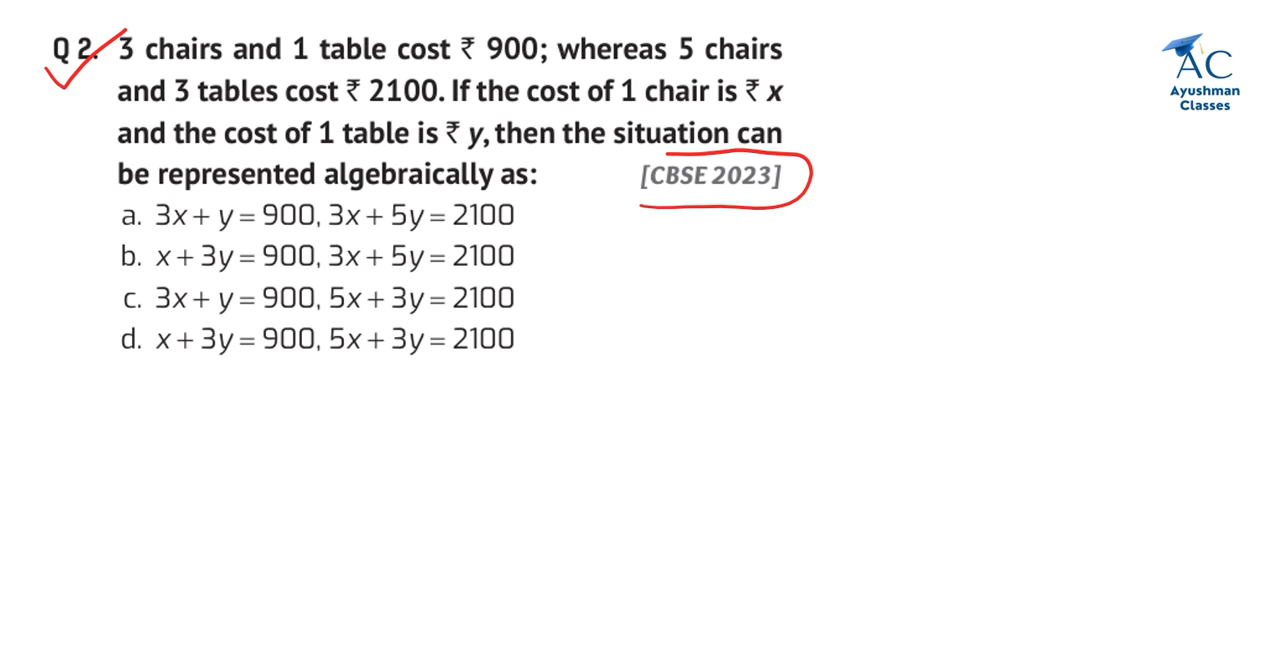 Q 2. 3 chairs and 1 table cost ₹ 900; whereas 5 chairs
and 3 tables cost ₹ 2100. If the cost of 1 chair is ₹ x
and the cost of 1 table is ₹ y, then the situation can
be represented algebraically as: [CBSE 2023]
a. 3x + y = 900, 3x + 5y = 2100
b. x + 3y = 900, 3x + 5y = 2100
c. 3x + y = 900, 5x + 3y = 2100
d. x + 3y = 900, 5x + 3y = 2100
AC
Ayushman
Classes